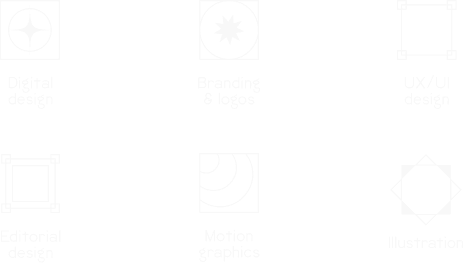 Digital
design
Branding
& logos
UX/UI
design
Editorial
design
Motion
graphics
Illustration